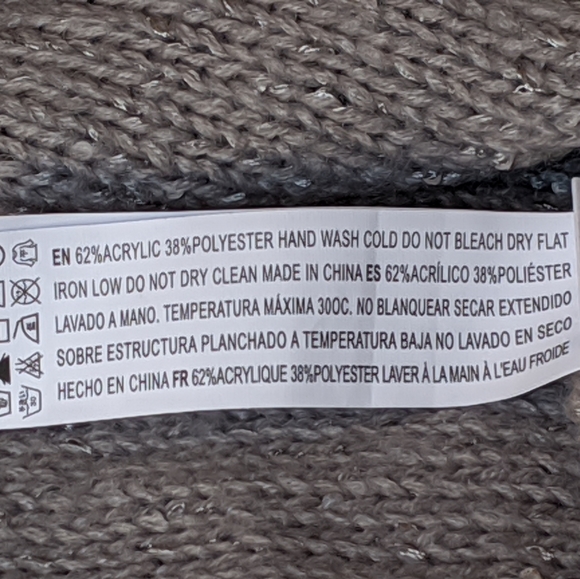 EN 62%ACRYLIC 38%POLYESTER HAND WASH COLD DO NOT BLEACH DRY FLAT
IRON LOW DO NOT DRY CLEAN MADE IN CHINA ES 62%ACRÍLICO 38%POLIÉSTER
LAVADO A MANO. TEMPERATURA MÁXIMA 30OC. NO BLANQUEAR SECAR EXTENDIDO
SOBRE ESTRUCTURA PLANCHADO A TEMPERATURA BAJA NO LAVADO EN SECO
HECHO EN CHINA FR 62%ACRYLIQUE 38%POLYESTER LAVER À LA MAIN À L'EAU FROIDE